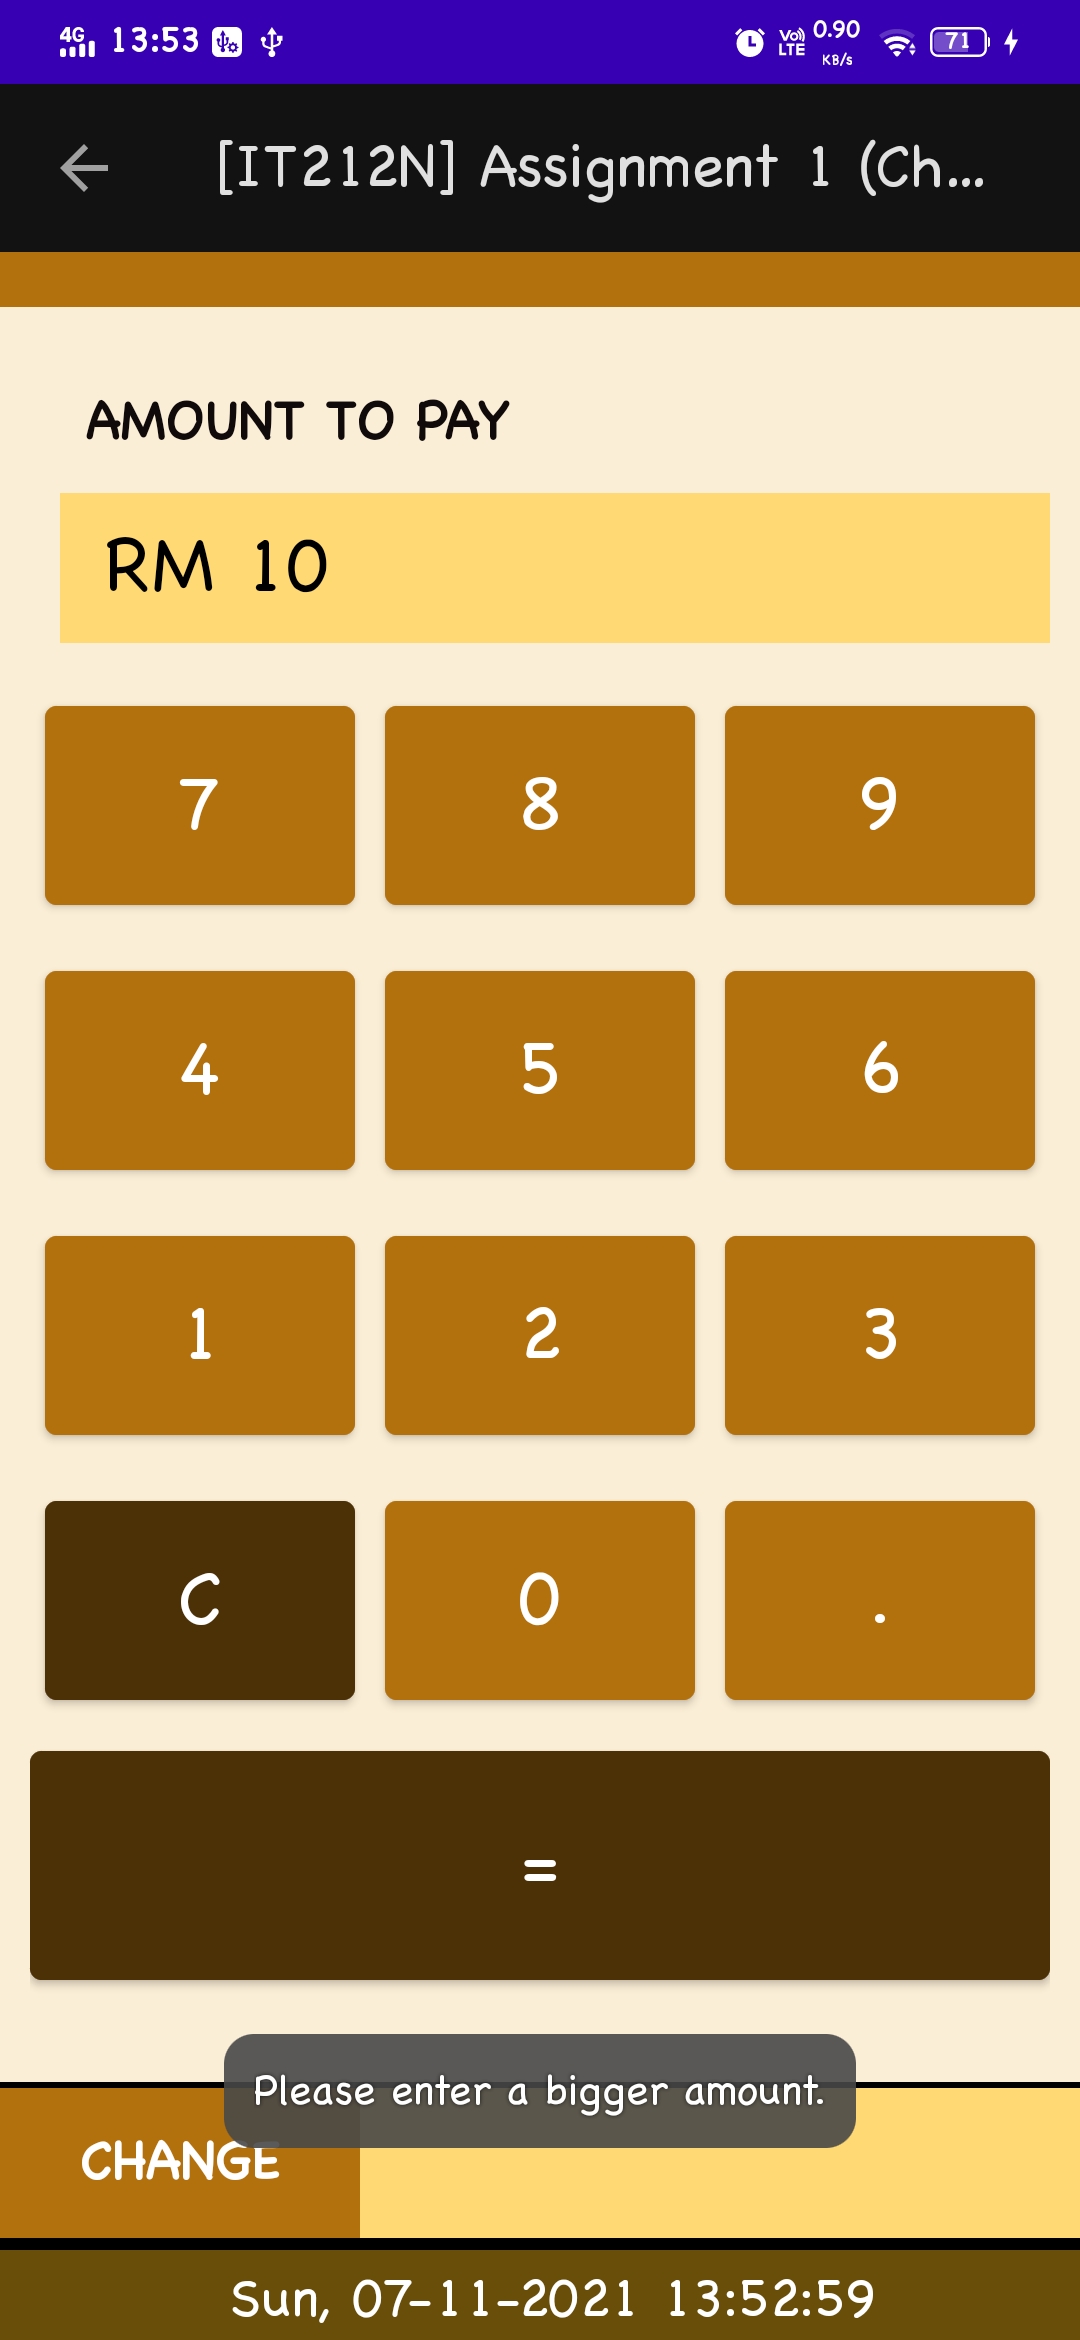 4G 13:53 Vo)) LTE 0.90 KB/s 71
[IT212N] Assignment 1 (Ch...
AMOUNT TO PAY
RM 10
7 8 9
4 5 6
1 2 3
C 0 .
=
Please enter a bigger amount.
CHANGE
Sun, 07-11-2021 13:52:59